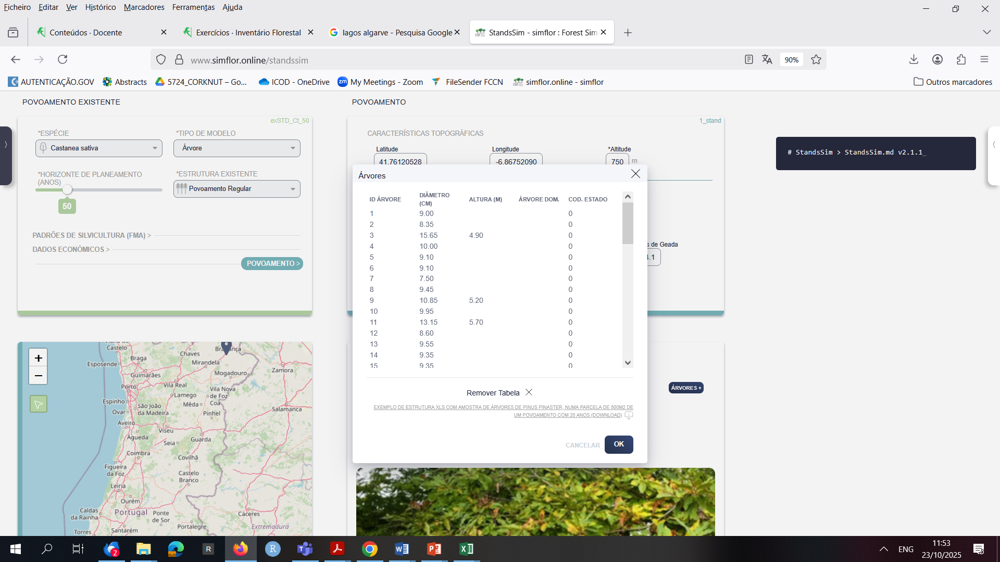 Ficheiro Editar Ver Histórico Marcadores Ferramentas Ajuda
Conteúdos · Docente
Exercícios · Inventário Florestal
lagos algarve - Pesquisa Google
StandsSim - simflor : Forest Sim
www.simflor.online/standssim
90%
AUTENTICAÇÃO.GOV
Abstracts
5724_CORKNUT – Go...
ICOD - OneDrive
zm My Meetings - Zoom
FileSender FCCN
simflor.online - simflor
Outros marcadores
POVOAMENTO EXISTENTE
exSTD_Ct_50
*ESPÉCIE
Castanea sativa
*TIPO DE MODELO
Árvore
*HORIZONTE DE PLANEAMENTO
(ANOS)
50
*ESTRUTURA EXISTENTE
Povoamento Regular
PADRÕES DE SILVICULTURA (FMA) >
DADOS ECONÓMICOS >
POVOAMENTO >
POVOAMENTO
1_stand
CARACTERÍSTICAS TOPOGRÁFICAS
Latitude
41.76120528
Longitude
-6.86752090
*Altitude
750 m
s de Geada
4.1
# StandsSim > StandsSim.md v2.1.1_
Árvores
ID ÁRVORE DIÂMETRO (CM) ALTURA (M) ÁRVORE DOM. COD. ESTADO
1 9.00 0
2 8.35 0
3 15.65 4.90 0
4 10.00 0
5 9.10 0
6 9.10 0
7 7.50 0
8 9.45 0
9 10.85 5.20 0
10 9.95 0
11 13.15 5.70 0
12 8.60 0
13 9.55 0
14 9.35 0
15 9.35 0
Remover Tabela
EXEMPLO DE ESTRUTURA XLS COM AMOSTRA DE ÁRVORES DE PINUS PINASTER, NUMA PARCELA DE 500M2 DE
UM POVOAMENTO COM 20 ANOS (DOWNLOAD)
CANCELAR
OK
ÁRVORES +
+
−
Viana do
Castelo
Bragança
Chaves
Braga
Mirandela
Esposende
Guimarães
Mogadouro
Zamora
Porto
Vila Real
Vila Nova
de Foz
Coa
Lamego
Espinho
São João
da Madeira
Mêda
Ovar
Pinhel
Salamanca
Aveiro
Viseu
Águeda
Seia
Guarda
Coimbra
Covilhã
Figueira
da Foz
Castelo
Branco
Leiria
Ourém
Caldas
da Rainha
Portugal
Ponte
de Sor
Cáceres
Portalegre
Extremadura
Torres
Santarém
2
R
R
ENG
11:53
23/10/2025